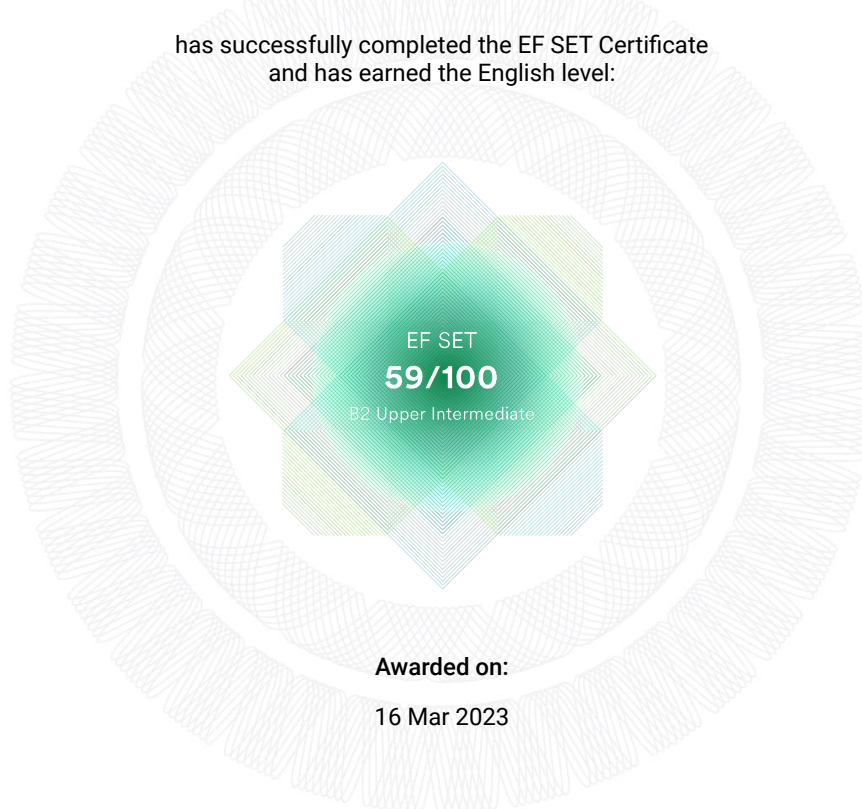 has successfully completed the EF SET Certificate
and has earned the English level:
EF SET
59/100
B2 Upper Intermediate
Awarded on:
16 Mar 2023